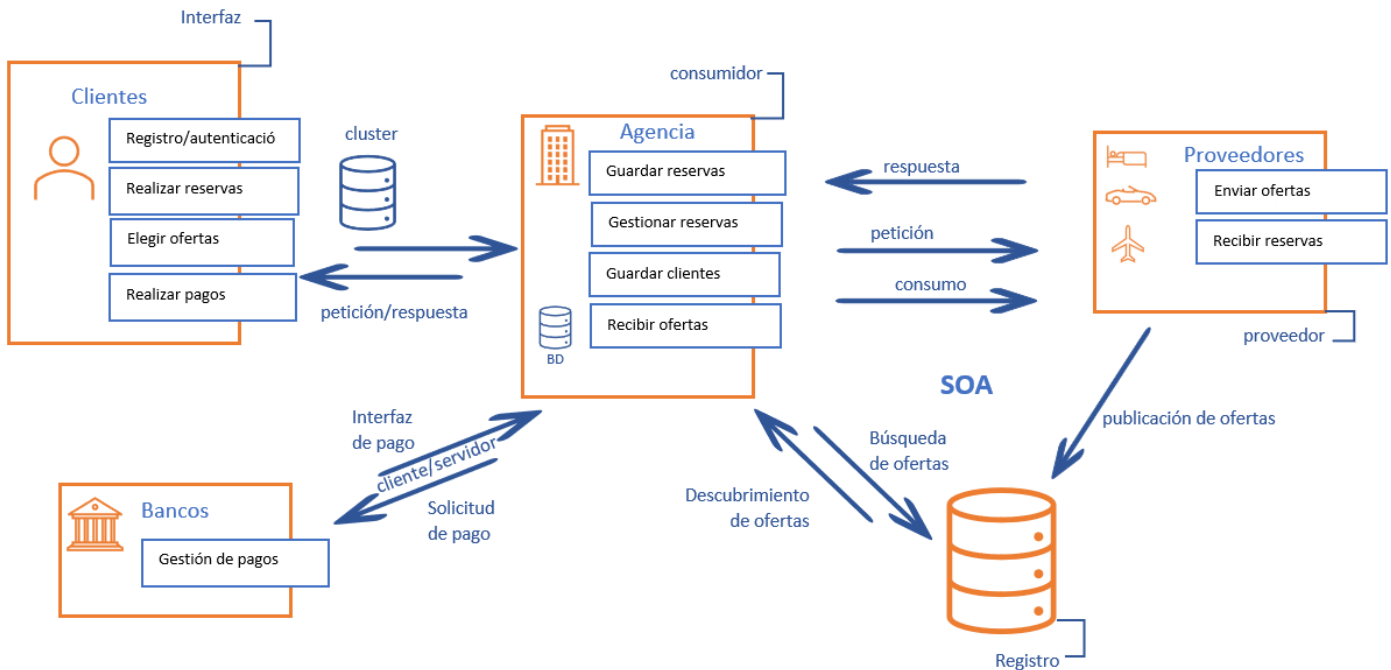 Interfaz
Clientes
Registro/autenticació
Realizar reservas
Elegir ofertas
Realizar pagos
cluster
petición/respuesta
consumidor
Agencia
Guardar reservas
Gestionar reservas
Guardar clientes
Recibir ofertas
BD
respuesta
petición
consumo
Proveedores
Enviar ofertas
Recibir reservas
proveedor
SOA
publicación de ofertas
Interfaz
de pago
cliente/servidor
Solicitud
de pago
Búsqueda
de ofertas
Descubrimiento
de ofertas
Bancos
Gestión de pagos
Registro